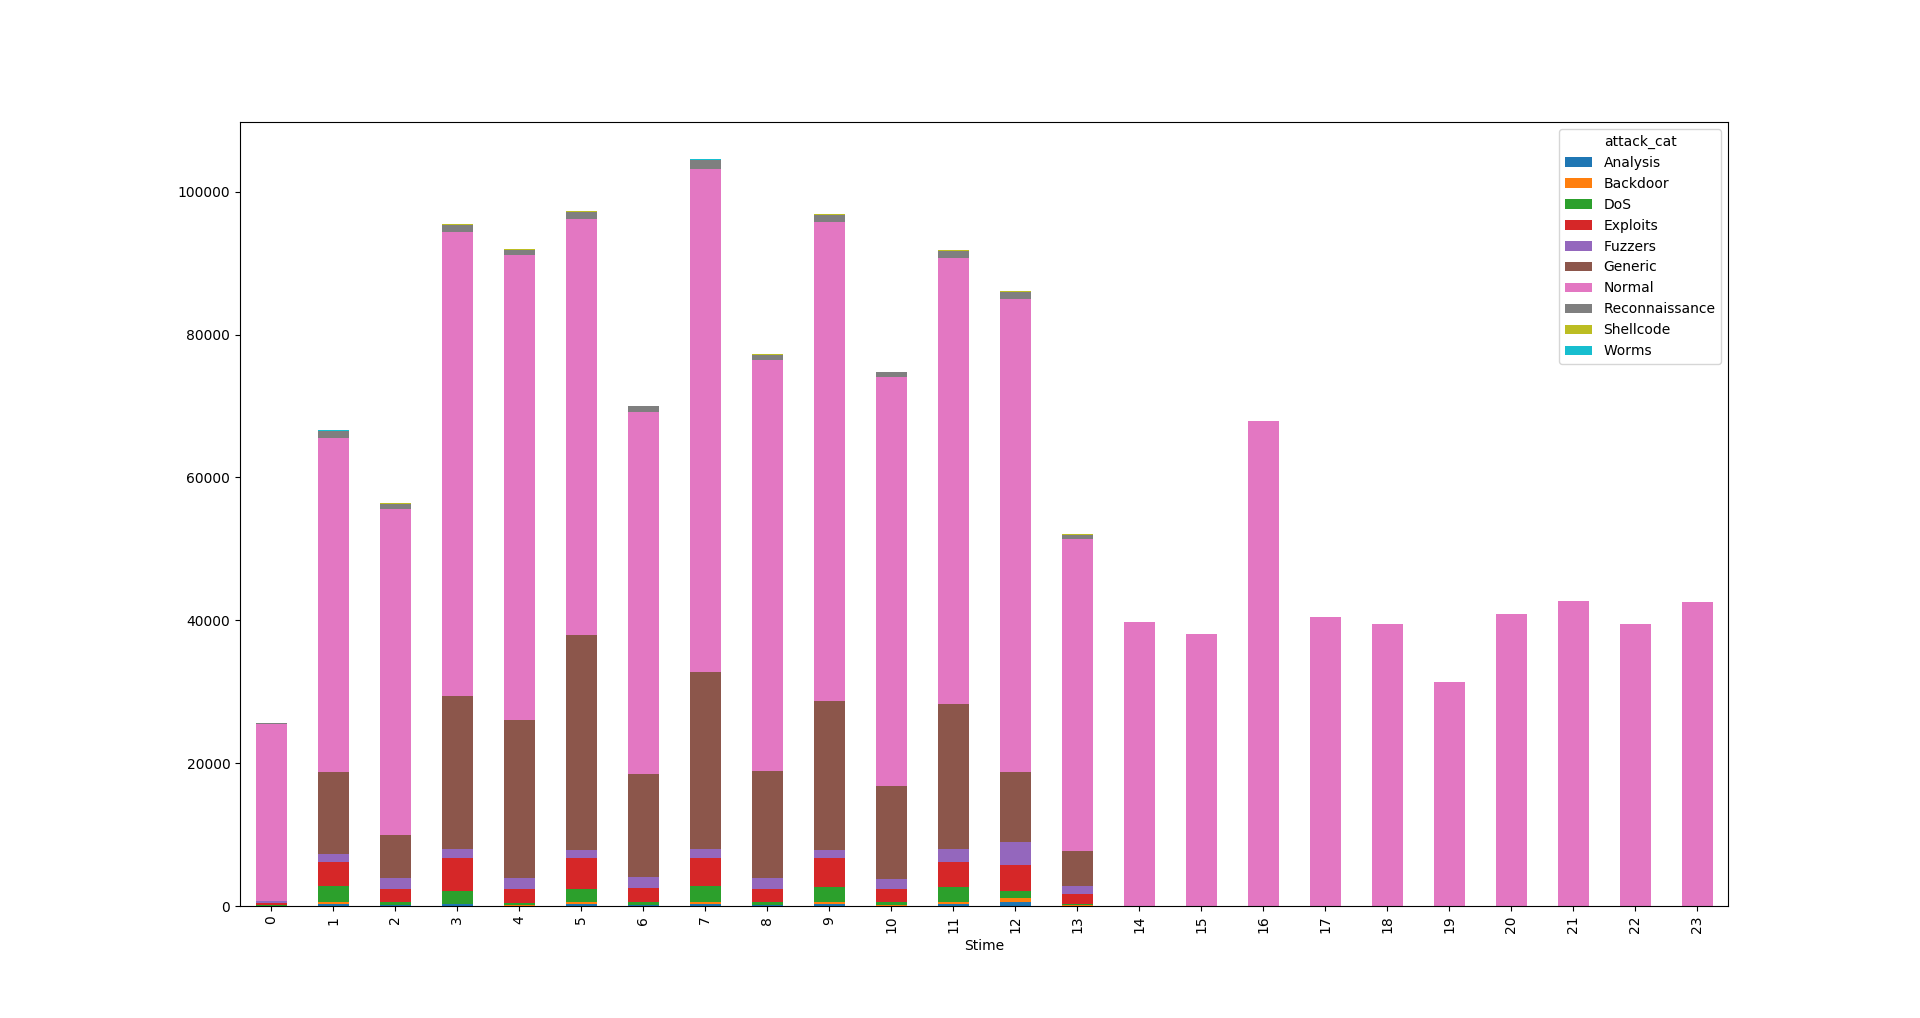 attack_cat
Analysis
Backdoor
DoS
Exploits
Fuzzers
Generic
Normal
Reconnaissance
Shellcode
Worms
100000
80000
60000
40000
20000
0
0 1 2 3 4 5 6 7 8 9 10 11 12 13 14 15 16 17 18 19 20 21 22 23
Stime